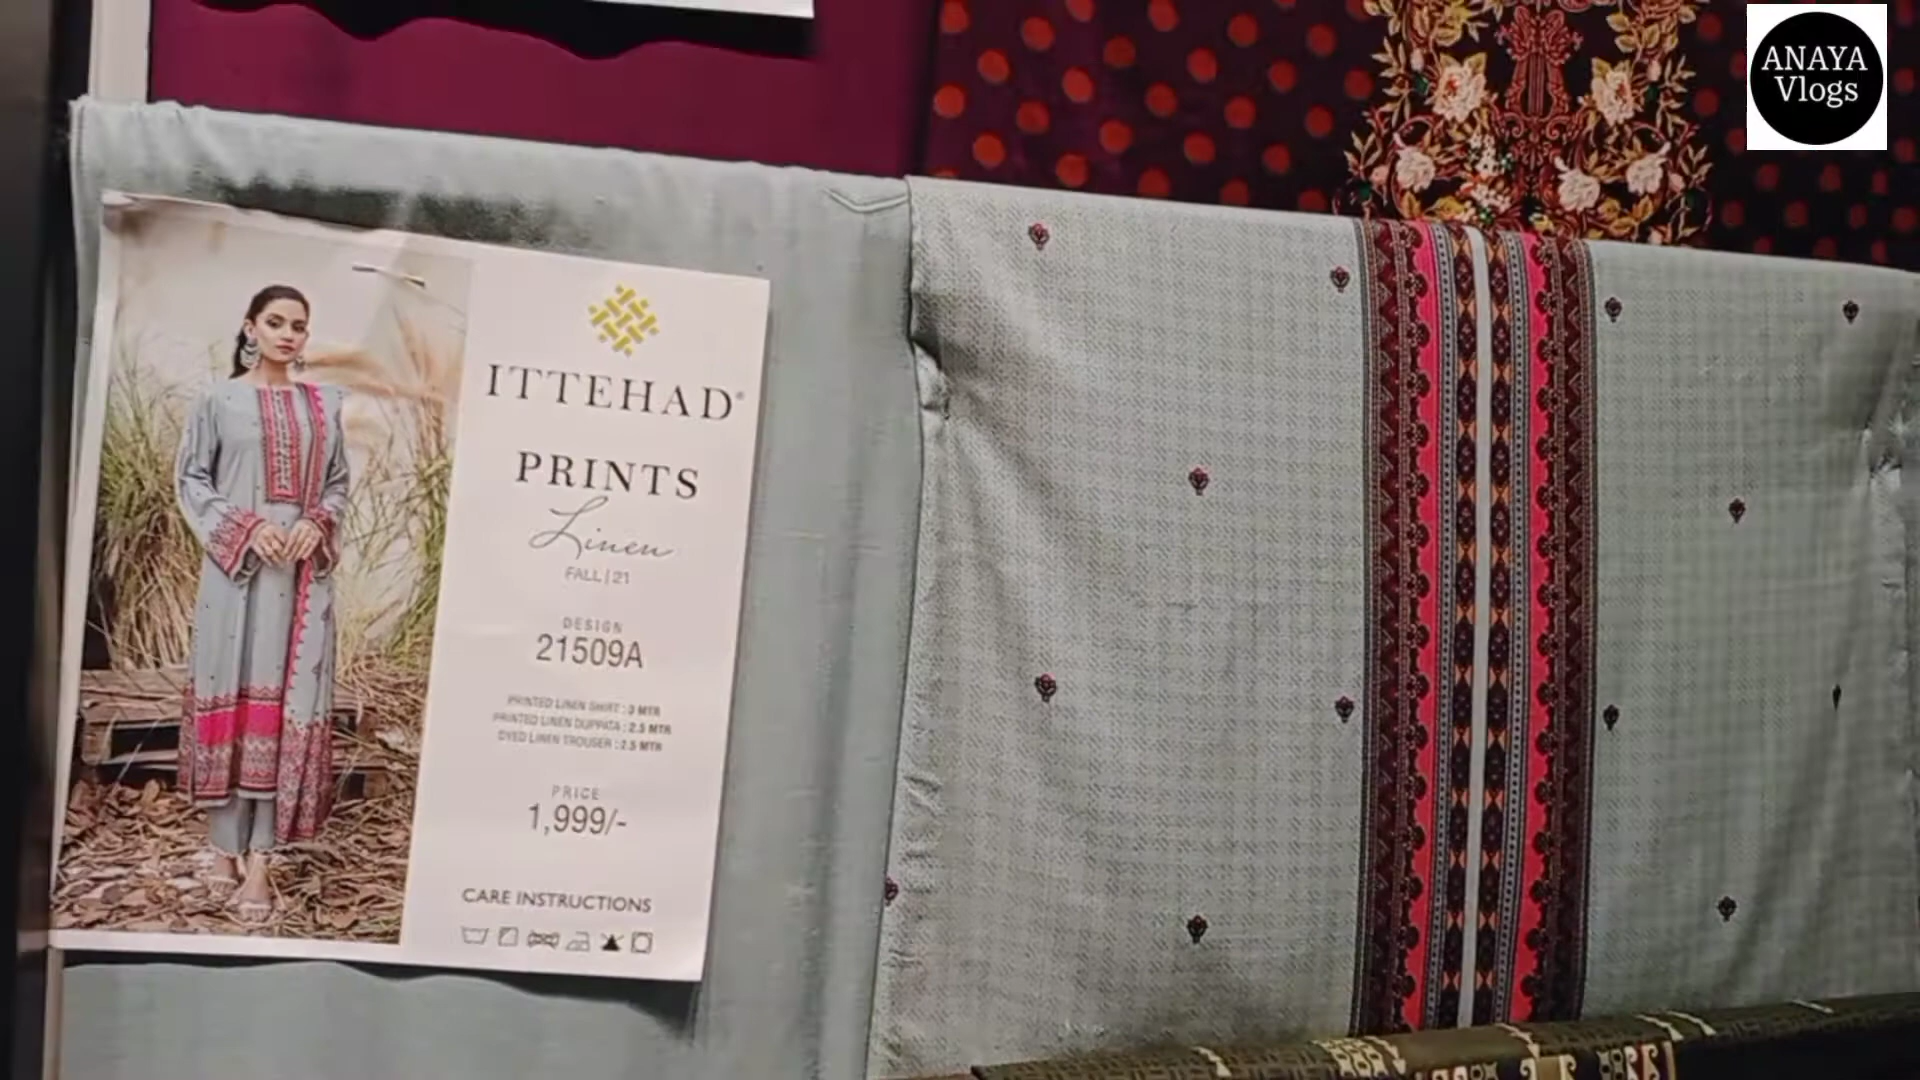 ANAYA
Vlogs
ITTEHAD®
PRINTS
Linen
FALL | 21
DESIGN
21509A
PRINTED LINEN SHIRT : 3 MTR
PRINTED LINEN DUPPATA : 2.5 MTR
DYED LINEN TROUSER : 2.5 MTR
PRICE
1,999/-
CARE INSTRUCTIONS